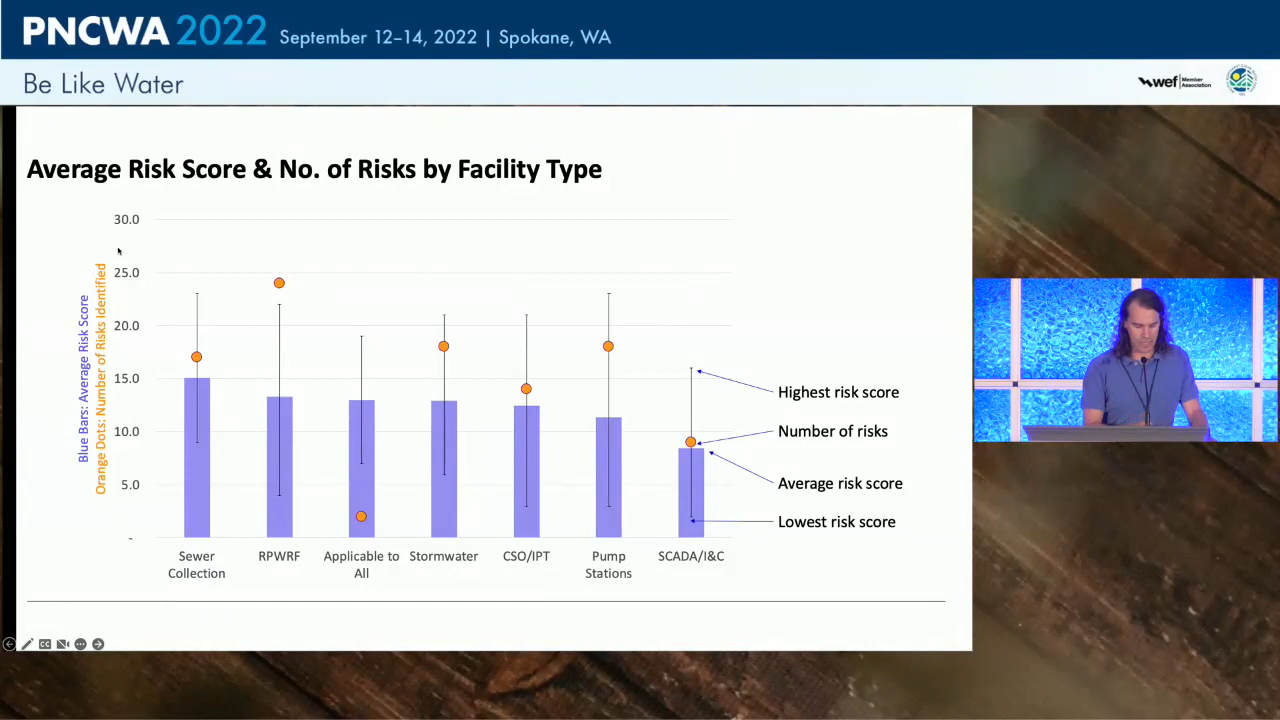 PNCWA 2022 September 12–14, 2022 | Spokane, WA
Be Like Water
wef Member Association
Average Risk Score & No. of Risks by Facility Type
Blue Bars: Average Risk Score
Orange Dots: Number of Risks Identified
30.0
25.0
20.0
15.0
10.0
5.0
-
Sewer Collection
RPWRF
Applicable to All
Stormwater
CSO/IPT
Pump Stations
SCADA/I&C
Highest risk score
Number of risks
Average risk score
Lowest risk score
CC